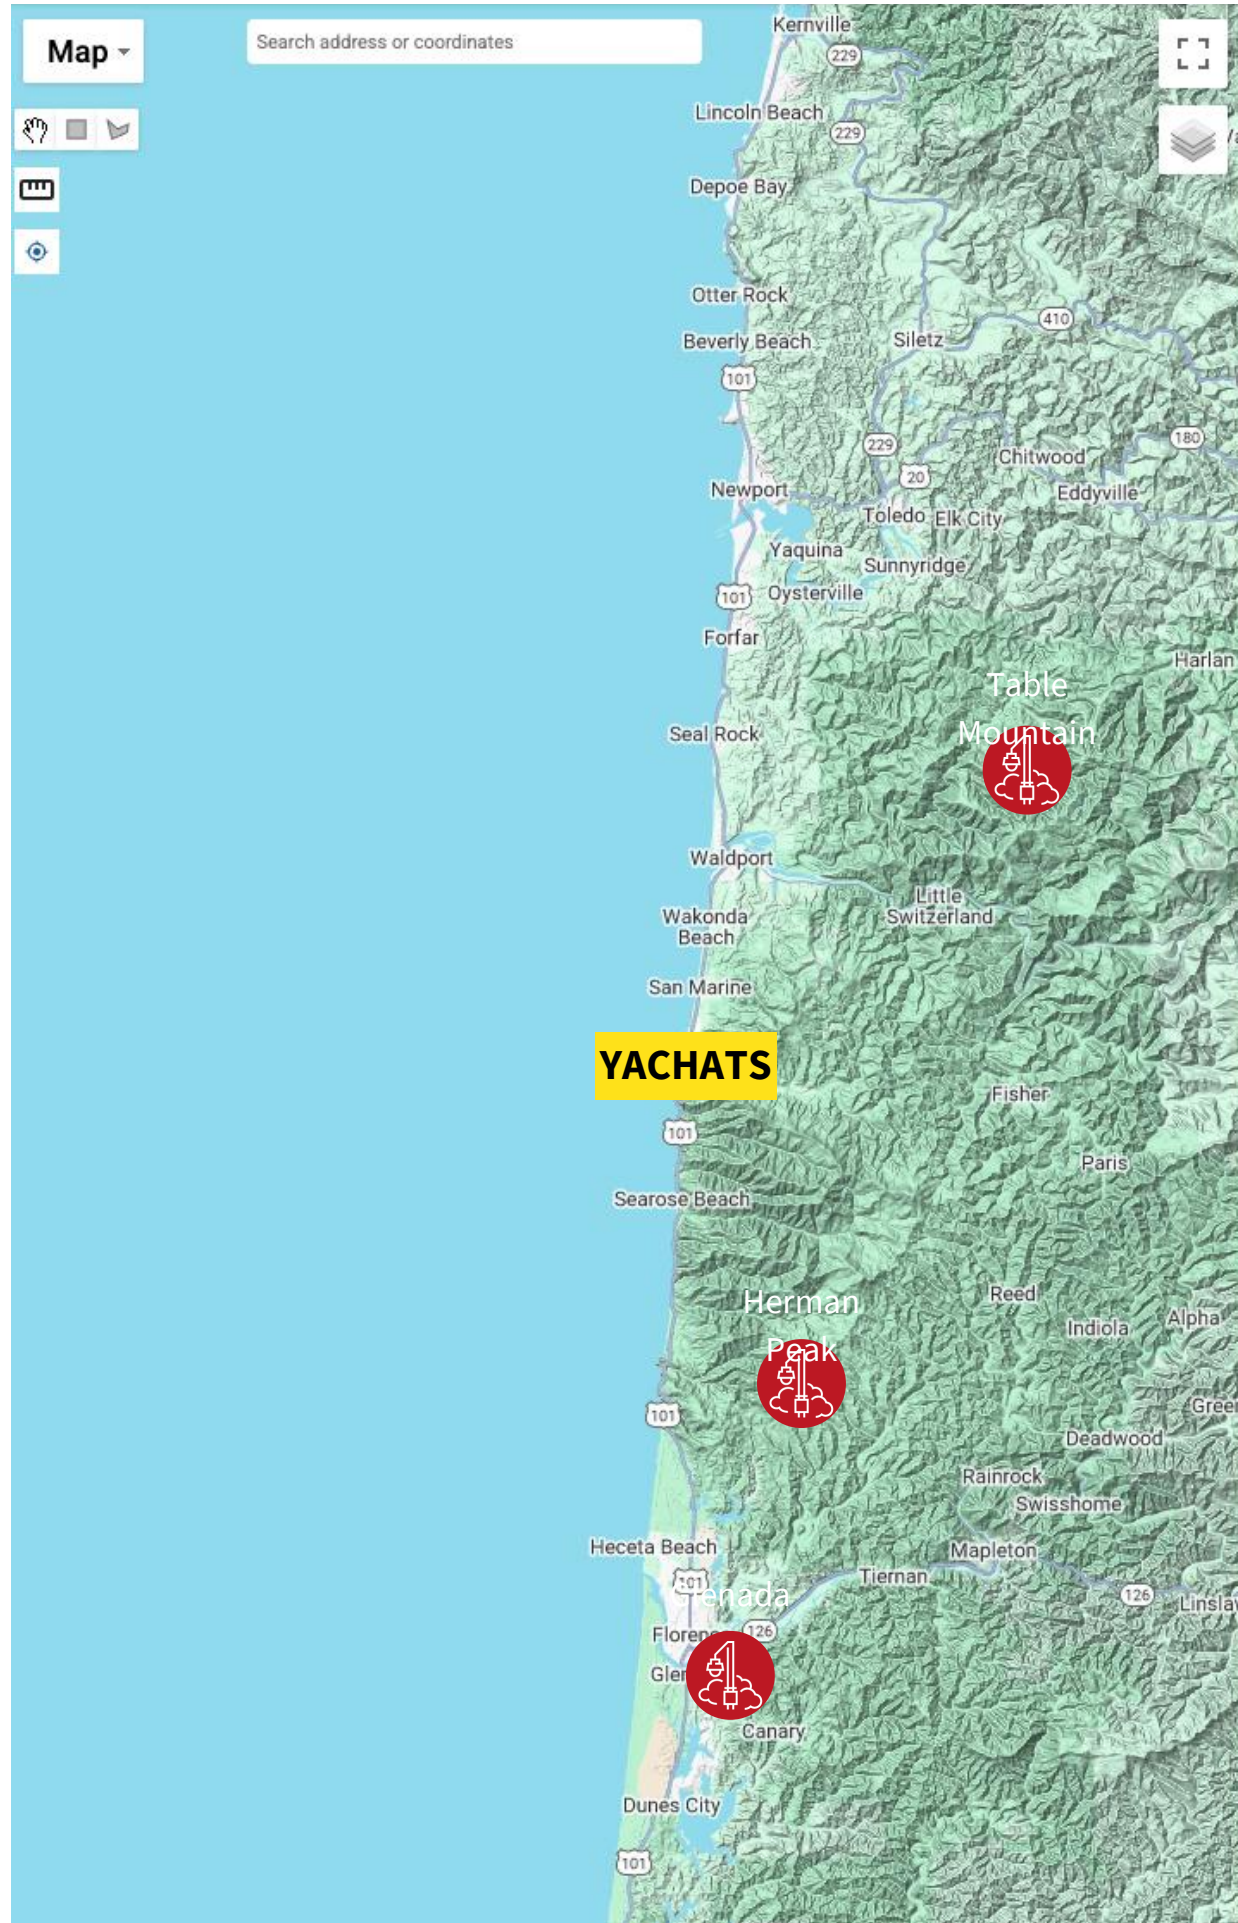 Map
Search address or coordinates
Kernville
229
Lincoln Beach
229
Depoe Bay
Otter Rock
410
Beverly Beach
Siletz
101
180
229
Chitwood
20
Newport
Eddyville
Toledo
Elk City
Yaquina
Sunnyridge
101
Oysterville
Forfar
Harlan
Table
Mountain
Seal Rock
Waldport
Little
Switzerland
Wakonda
Beach
San Marine
YACHATS
Fisher
101
Paris
Searose Beach
Reed
Herman
Peak
Indiola
Alpha
101
Deadwood
Rainrock
Swisshome
Heceta Beach
Mapleton
Tiernan
101
Glenada
126
126
Canary
Dunes City
101